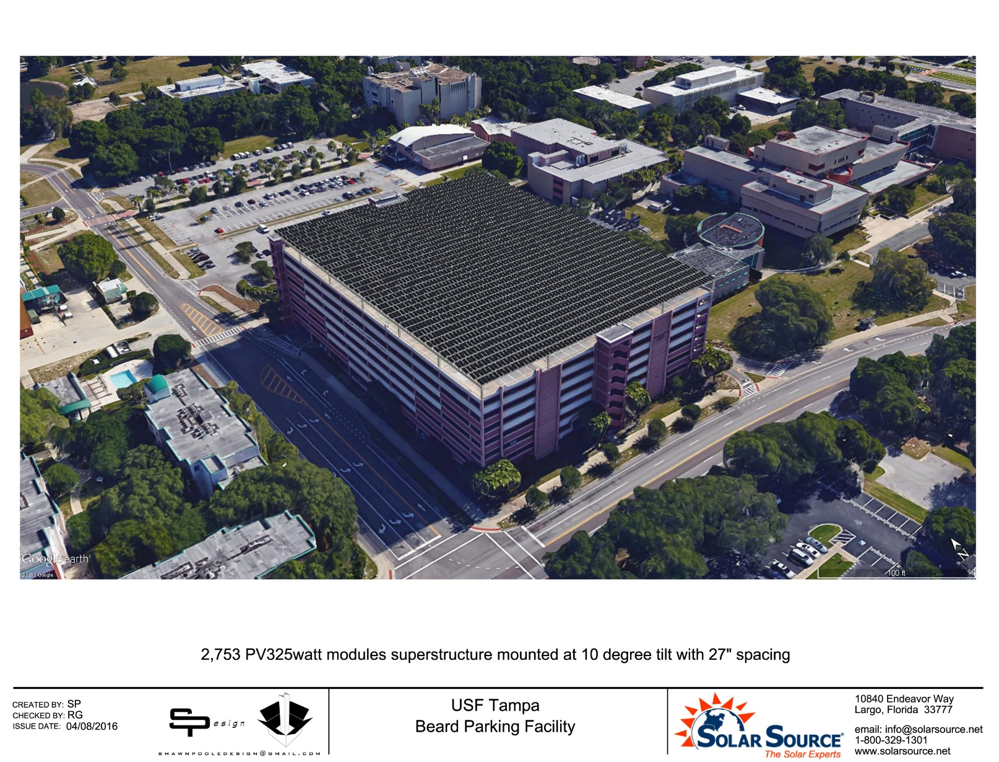 Google earth
© 2016 Google
100 ft
N
2,753 PV325watt modules superstructure mounted at 10 degree tilt with 27" spacing
CREATED BY: SP
CHECKED BY: RG
ISSUE DATE: 04/08/2016
SP esign
SHAWNPOOLEDESIGN@GMAIL.COM
USF Tampa
Beard Parking Facility
SOLAR SOURCE®
The Solar Experts
10840 Endeavor Way
Largo, Florida 33777
email: info@solarsource.net
1-800-329-1301
www.solarsource.net